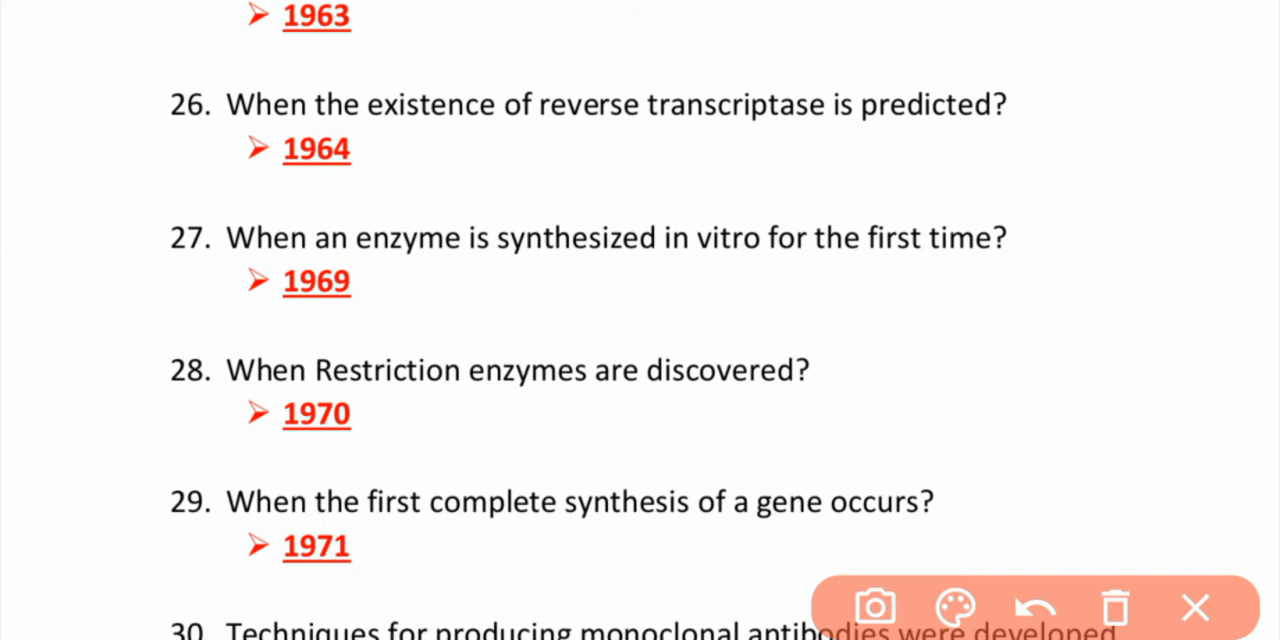 ➢ 1963
26. When the existence of reverse transcriptase is predicted?
➢ 1964
27. When an enzyme is synthesized in vitro for the first time?
➢ 1969
28. When Restriction enzymes are discovered?
➢ 1970
29. When the first complete synthesis of a gene occurs?
➢ 1971
30. Techniques for producing monoclonal antibodies were developed